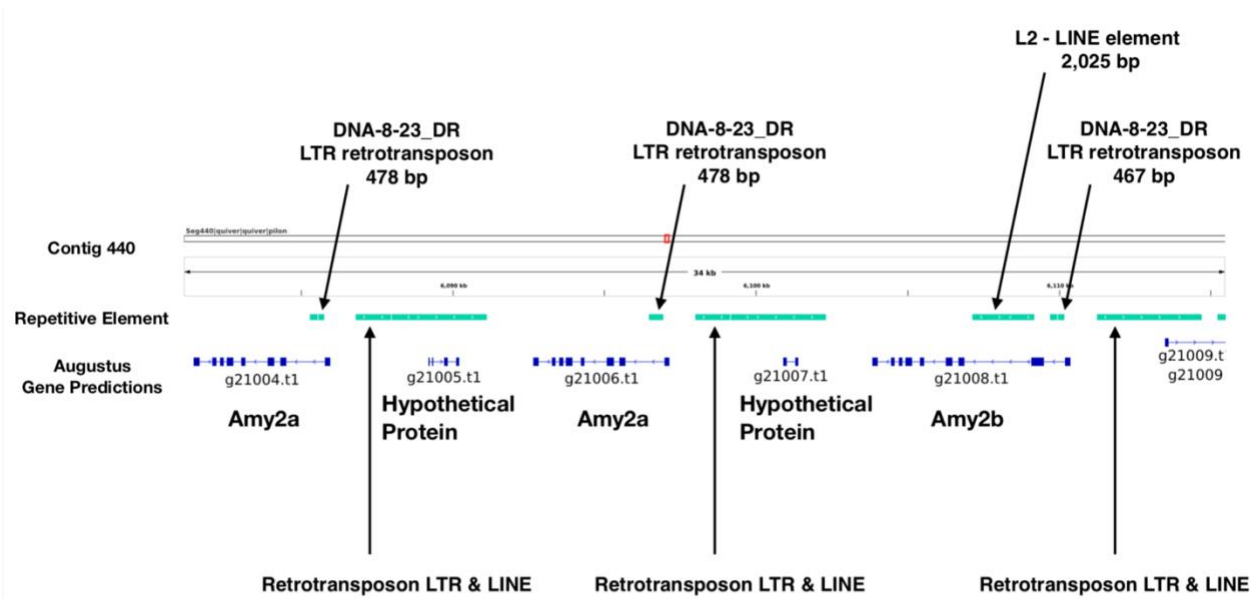 L2 - LINE element
2,025 bp
DNA-8-23_DR
LTR retrotransposon
478 bp
DNA-8-23_DR
LTR retrotransposon
478 bp
DNA-8-23_DR
LTR retrotransposon
467 bp
Contig 440
Seg440|quiver|quiver|pilon
34 kb
6,090 kb
6,100 kb
6,110 kb
Repetitive Element
Augustus
Gene Predictions
g21004.t1
g21005.t1
g21006.t1
g21007.t1
g21008.t1
g21009.t
g21009
Amy2a
Hypothetical
Protein
Amy2a
Hypothetical
Protein
Amy2b
Retrotransposon LTR & LINE
Retrotransposon LTR & LINE
Retrotransposon LTR & LINE